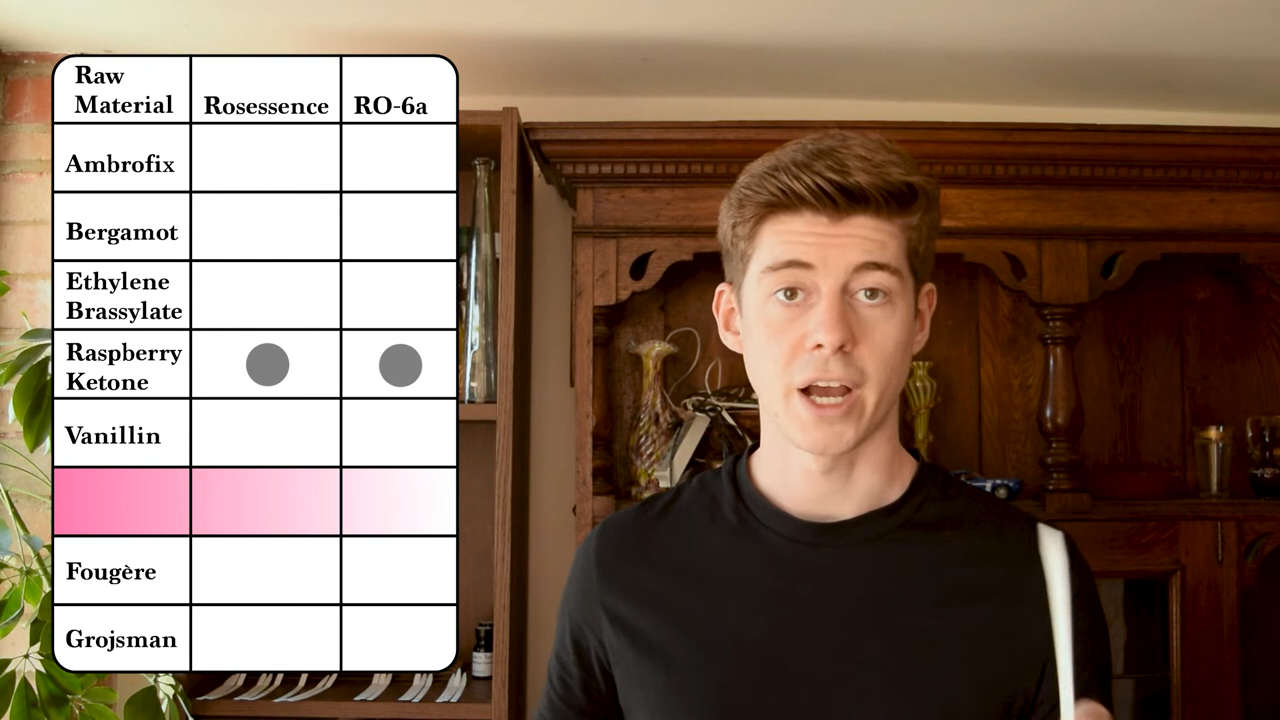 Raw
Material
Rosessence
RO-6a
Ambrofix
Bergamot
Ethylene
Brassylate
Raspberry
Ketone
Vanillin
Fougère
Grojsman